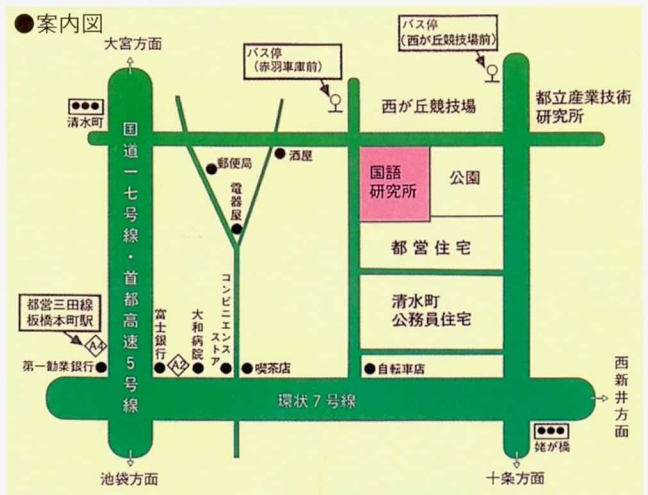 ●案内図
大宮方面
バス停
(赤羽車庫前)
バス停
(西が丘競技場前)
清水町
西が丘競技場
都立産業技術
研究所
国道一七号線・首都高速5号線
郵便局
酒屋
電器屋
国語
研究所
公園
都営住宅
清水町
公務員住宅
都営三田線
板橋本町駅
A4
第一勧業銀行
富士銀行
A2
大和病院
コンビニエンス
ストア
喫茶店
自転車店
環状7号線
西新井方面
姥が橋
池袋方面
十条方面